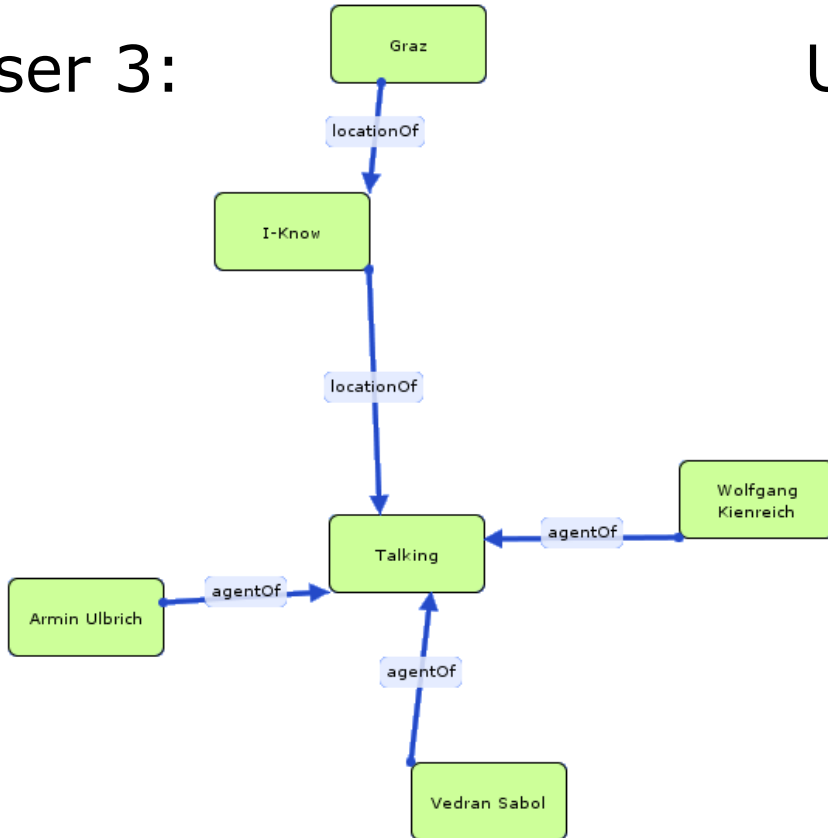 Graz
ser 3:
U
locationOf
I-Know
locationOf
Wolfgang
Kienreich
agentOf
Talking
agentOf
Armin Ulbrich
agentOf
Vedran Sabol